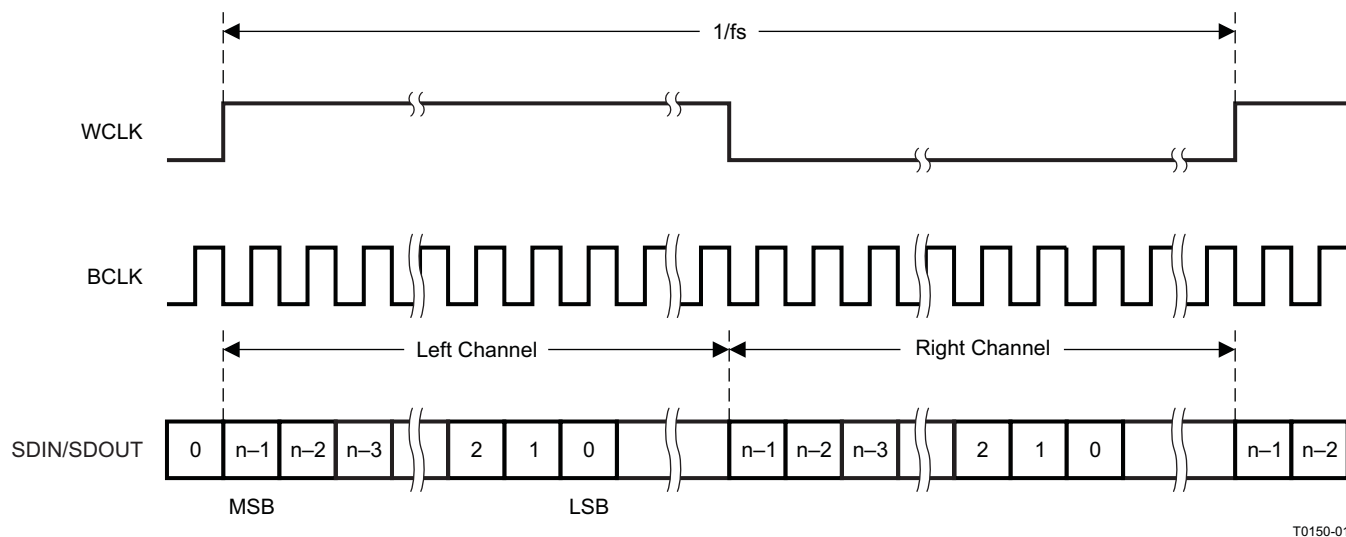 1/fs
WCLK
BCLK
Left Channel
Right Channel
SDIN/SDOUT 0 n–1 n–2 n–3 2 1 0 n–1 n–2 n–3 2 1 0 n–1 n–2
MSB LSB
T0150-01